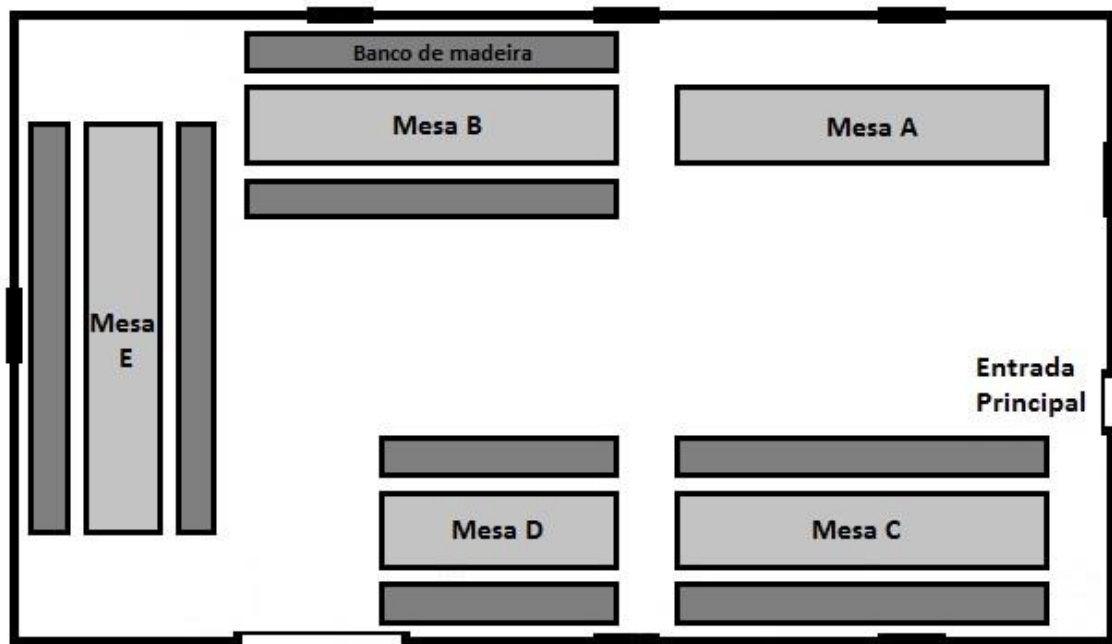 Banco de madeira
Mesa B
Mesa A
Mesa
E
Entrada
Principal
Mesa D
Mesa C